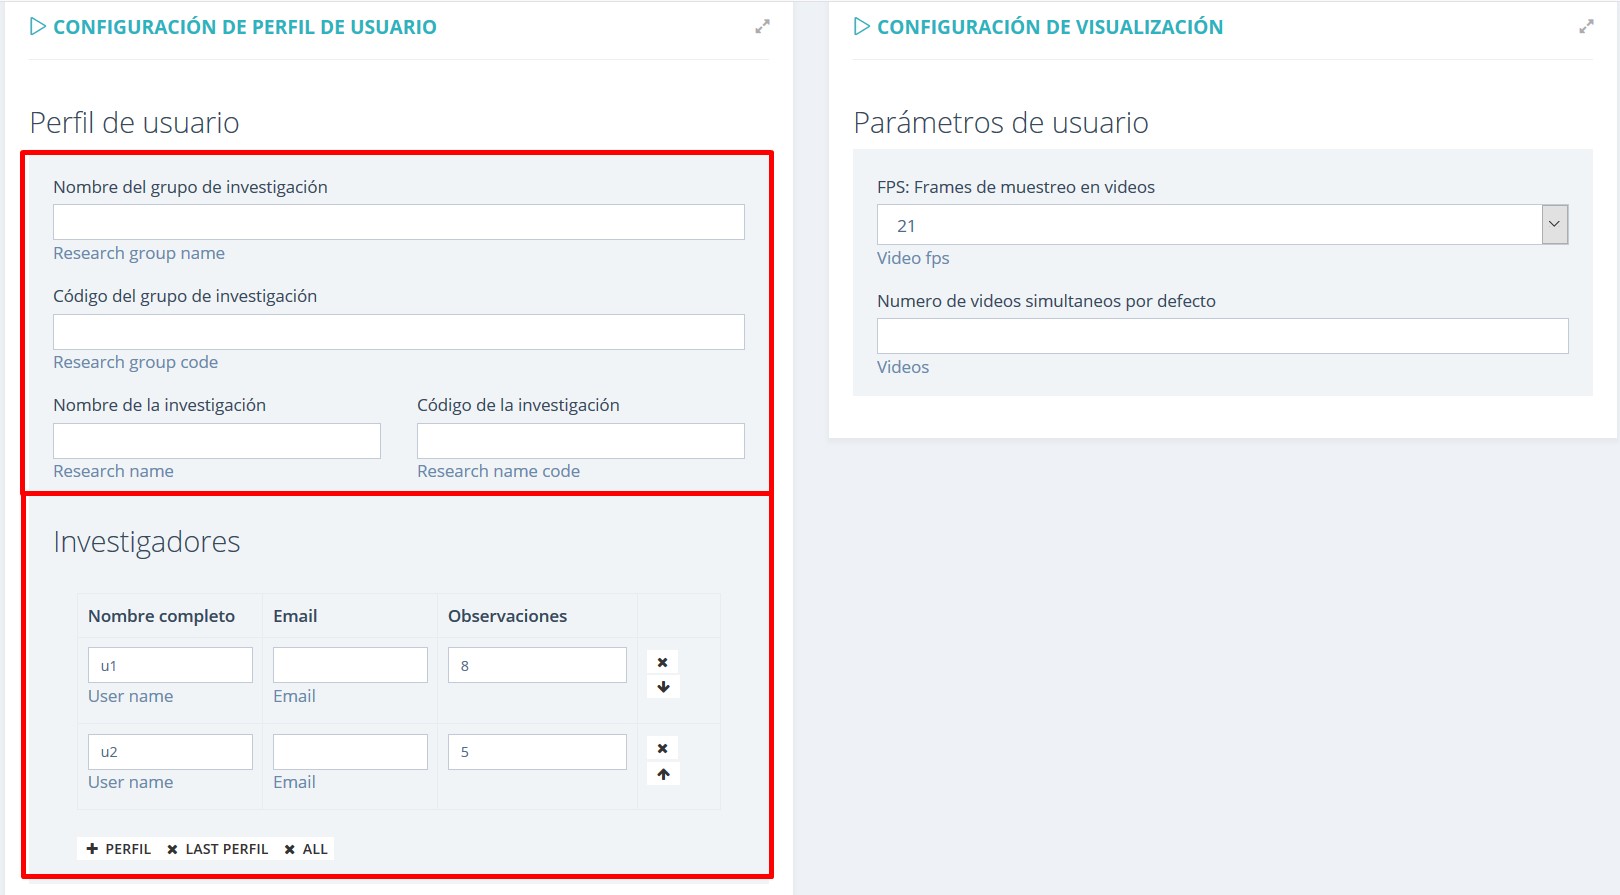 CONFIGURACIÓN DE PERFIL DE USUARIO
Perfil de usuario
Nombre del grupo de investigación
Research group name
Código del grupo de investigación
Research group code
Nombre de la investigación Código de la investigación
Research name Research name code
Investigadores
Nombre completo Email Observaciones
u1 8
User name Email
u2 5
User name Email
PERFIL LAST PERFIL ALL
CONFIGURACIÓN DE VISUALIZACIÓN
Parámetros de usuario
FPS: Frames de muestreo en videos
21
Video fps
Numero de videos simultaneos por defecto
Videos